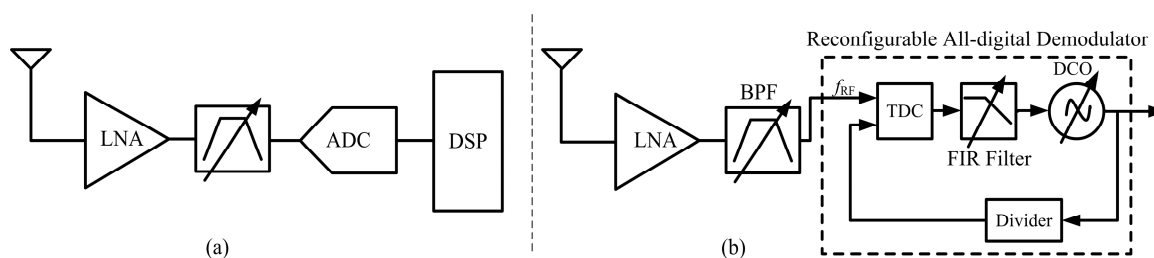 LNA
ADC
DSP
(a)
Reconfigurable All-digital Demodulator
LNA
BPF
fRF
TDC
FIR Filter
DCO
Divider
(b)